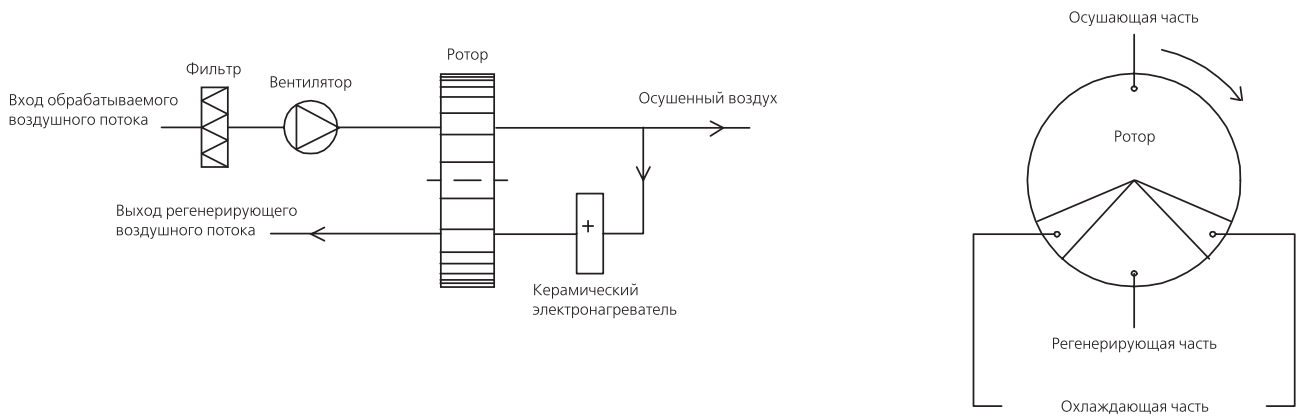 Фильтр
Вентилятор
Ротор
Вход обрабатываемого
воздушного потока
Осушенный воздух
Выход регенерирующего
воздушного потока
+
Керамический
электронагреватель
Осушающая часть
Ротор
Регенерирующая часть
Охлаждающая часть